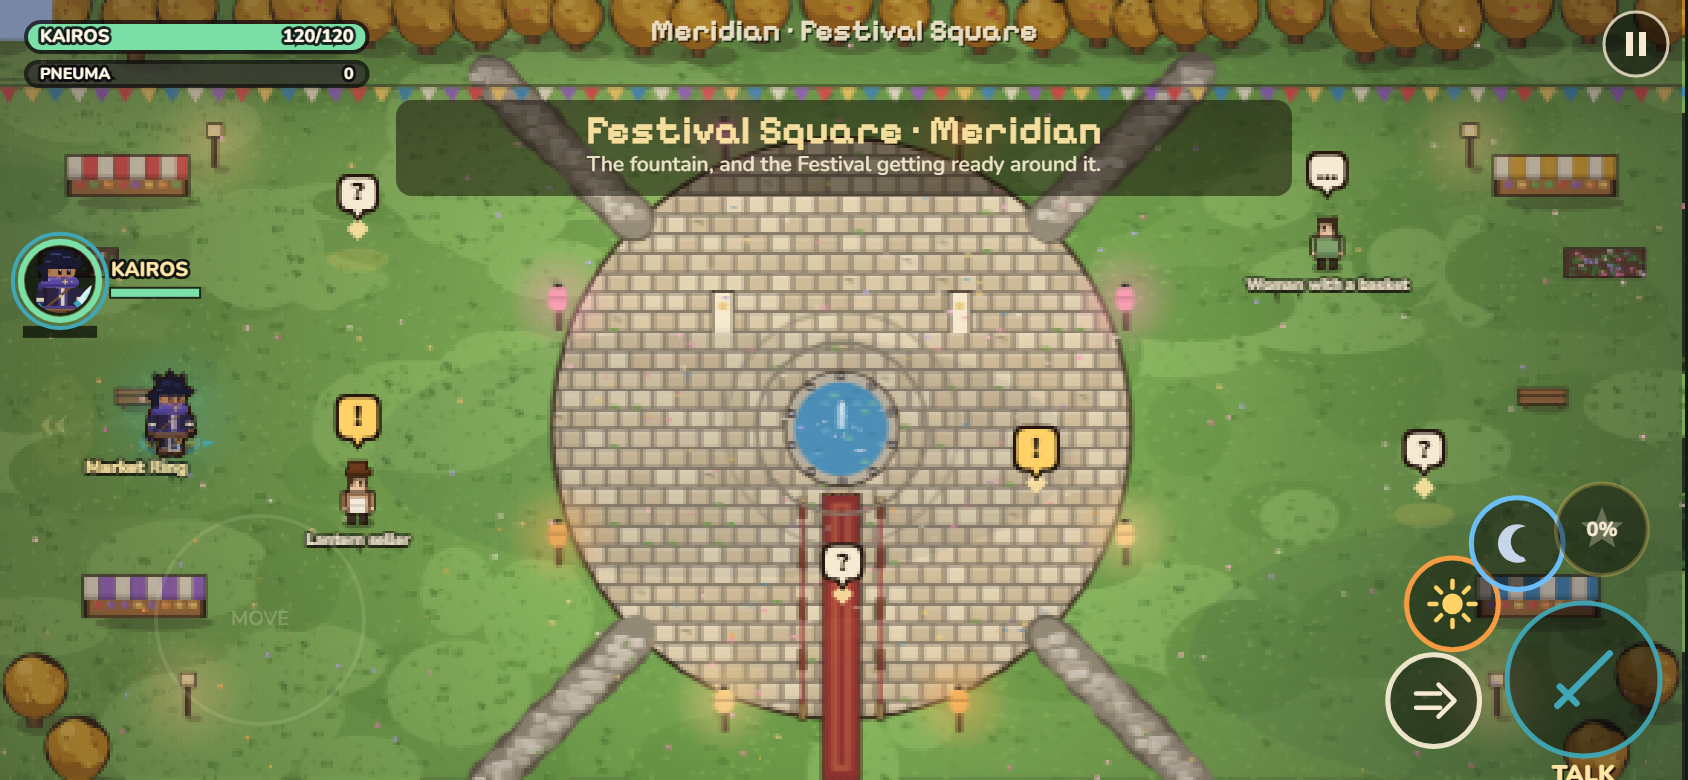 KAIROS 120/120
PNEUMA 0
Meridian · Festival Square
Festival Square · Meridian
The fountain, and the Festival getting ready around it.
?
...
KAIROS
Woman with a basket
!
Market Ring
!
?
Lantern seller
0%
?
MOVE
TALK